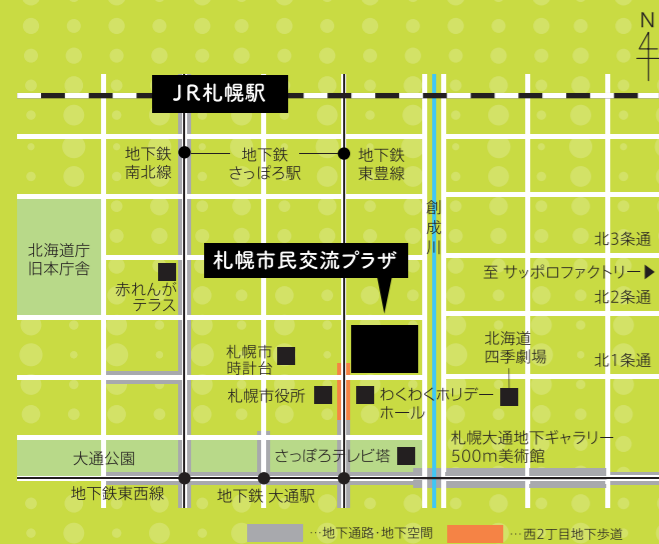 N
JR札幌駅
地下鉄
南北線
地下鉄
さっぽろ駅
地下鉄
東豊線
創成川
北海道庁
旧本庁舎
赤れんが
テラス
札幌市民交流プラザ
北3条通
至 サッポロファクトリー▶
北2条通
札幌市
時計台
北海道
四季劇場
北1条通
札幌市役所
わくわくホリデー
ホール
大通公園
さっぽろテレビ塔
札幌大通地下ギャラリー
500m美術館
地下鉄東西線
地下鉄 大通駅
…地下通路・地下空間
…西2丁目地下歩道